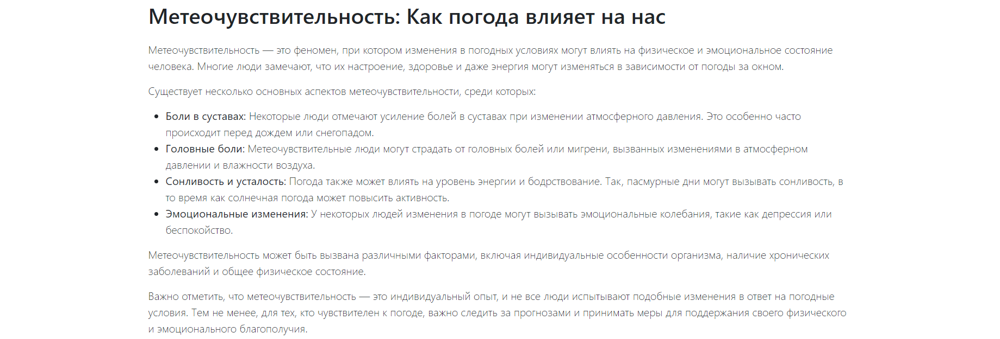 Метеочувствительность: Как погода влияет на нас
Метеочувствительность — это феномен, при котором изменения в погодных условиях могут влиять на физическое и эмоциональное состояние
человека. Многие люди замечают, что их настроение, здоровье и даже энергия могут изменяться в зависимости от погоды за окном.
Существует несколько основных аспектов метеочувствительности, среди которых:
• Боли в суставах: Некоторые люди отмечают усиление болей в суставах при изменении атмосферного давления. Это особенно часто
происходит перед дождем или снегопадом.
• Головные боли: Метеочувствительные люди могут страдать от головных болей или мигрени, вызванных изменениями в атмосферном
давлении и влажности воздуха.
• Сонливость и усталость: Погода также может влиять на уровень энергии и бодрствование. Так, пасмурные дни могут вызывать сонливость, в
то время как солнечная погода может повысить активность.
• Эмоциональные изменения: У некоторых людей изменения в погоде могут вызывать эмоциональные колебания, такие как депрессия или
беспокойство.
Метеочувствительность может быть вызвана различными факторами, включая индивидуальные особенности организма, наличие хронических
заболеваний и общее физическое состояние.
Важно отметить, что метеочувствительность — это индивидуальный опыт, и не все люди испытывают подобные изменения в ответ на погодные
условия. Тем не менее, для тех, кто чувствителен к погоде, важно следить за прогнозами и принимать меры для поддержания своего физического
и эмоционального благополучия.